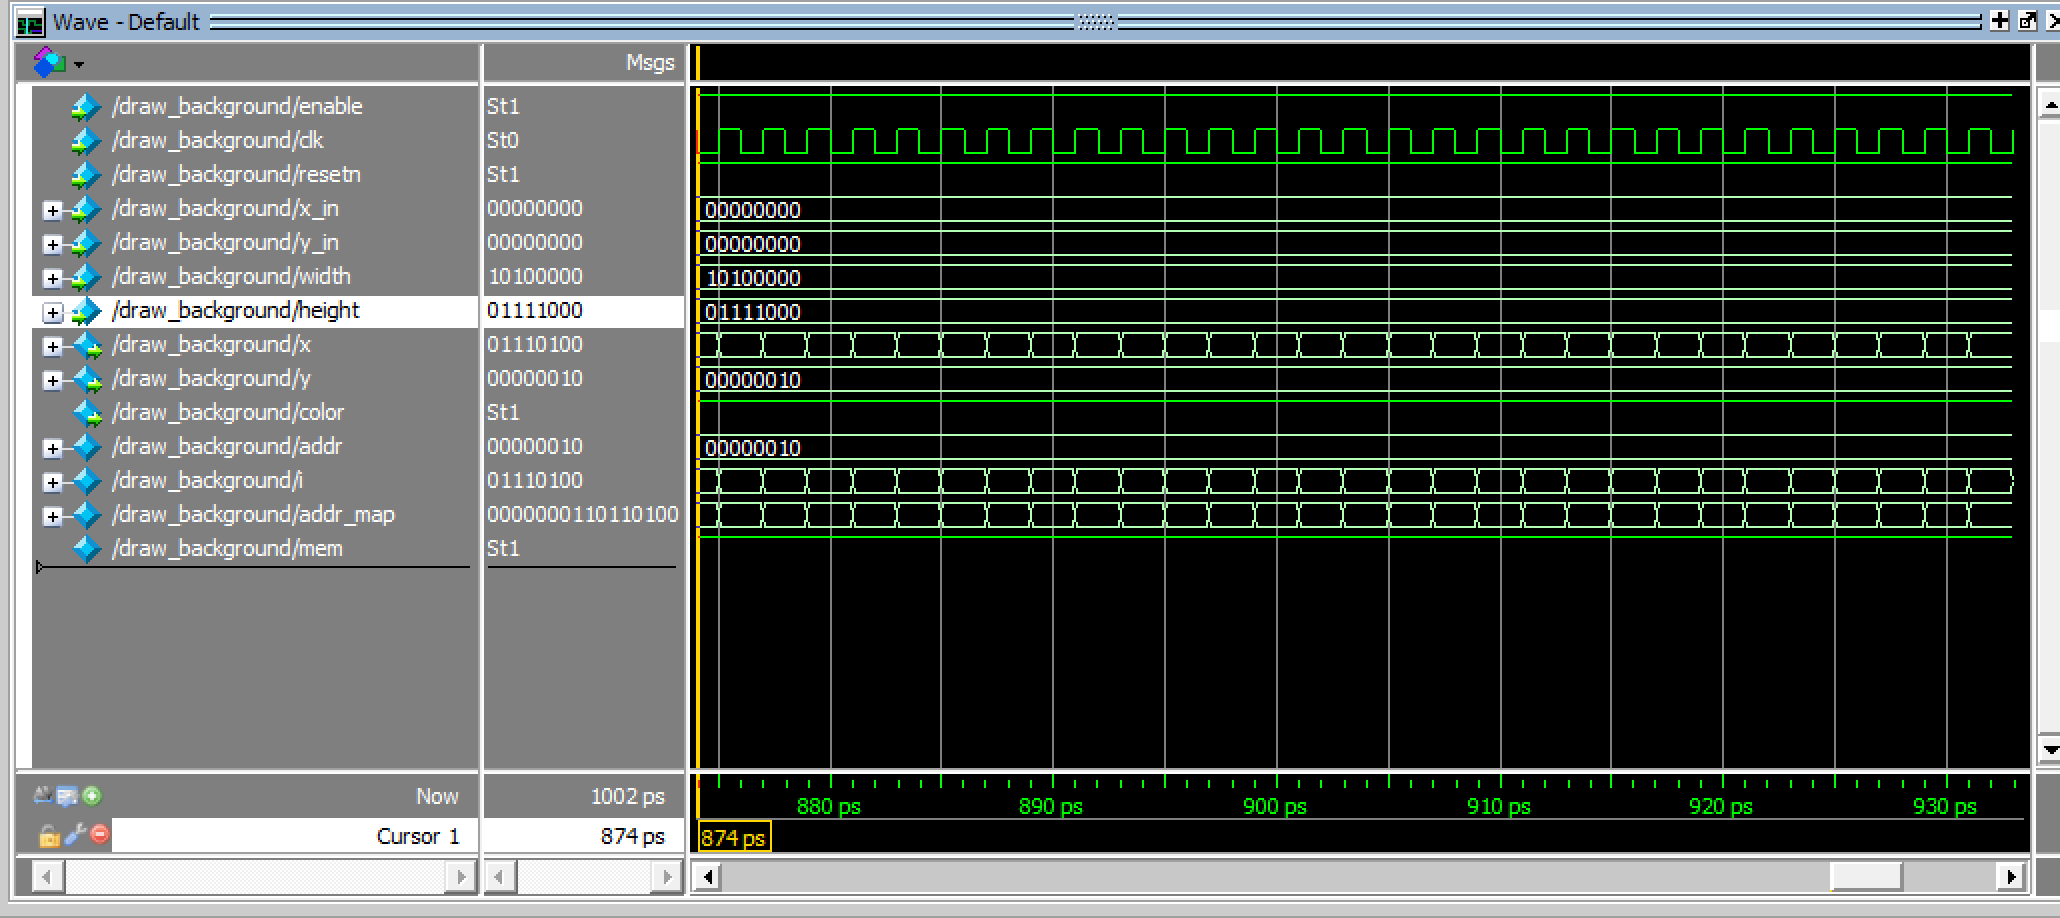 Wave - Default
Msgs
/draw_background/enable St1
/draw_background/clk St0
/draw_background/resetn St1
/draw_background/x_in 00000000 00000000
/draw_background/y_in 00000000 00000000
/draw_background/width 10100000 10100000
/draw_background/height 01111000 01111000
/draw_background/x 01110100
/draw_background/y 00000010 00000010
/draw_background/color St1
/draw_background/addr 00000010 00000010
/draw_background/i 01110100
/draw_background/addr_map 0000000110110100
/draw_background/mem St1
Now 1002 ps 880 ps 890 ps 900 ps 910 ps 920 ps 930 ps
Cursor 1 874 ps 874 ps